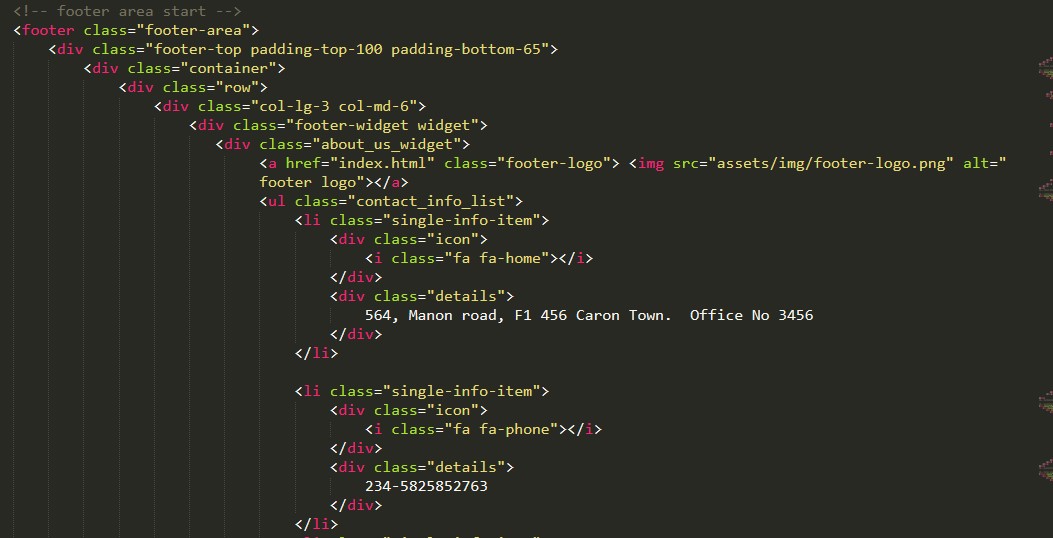 <!-- footer area start -->
<footer class="footer-area">
<div class="footer-top padding-top-100 padding-bottom-65">
<div class="container">
<div class="row">
<div class="col-lg-3 col-md-6">
<div class="footer-widget widget">
<div class="about_us_widget">
<a href="index.html" class="footer-logo"> <img src="assets/img/footer-logo.png" alt="
footer logo"></a>
<ul class="contact_info_list">
<li class="single-info-item">
<div class="icon">
<i class="fa fa-home"></i>
</div>
<div class="details">
564, Manon road, F1 456 Caron Town.  Office No 3456
</div>
</li>
<li class="single-info-item">
<div class="icon">
<i class="fa fa-phone"></i>
</div>
<div class="details">
234-5825852763
</div>
</li>